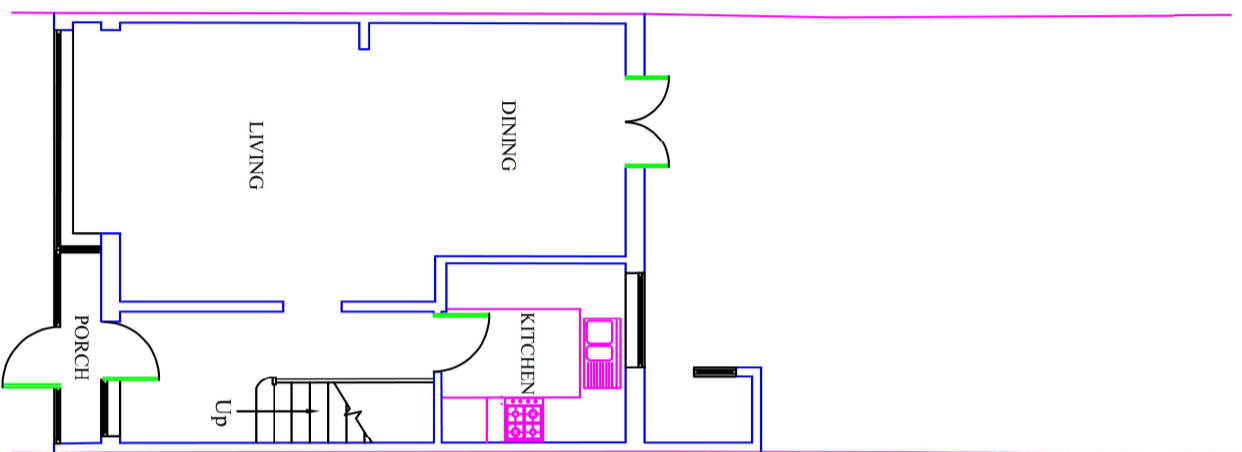 LIVING
DINING
PORCH
KITCHEN
Up